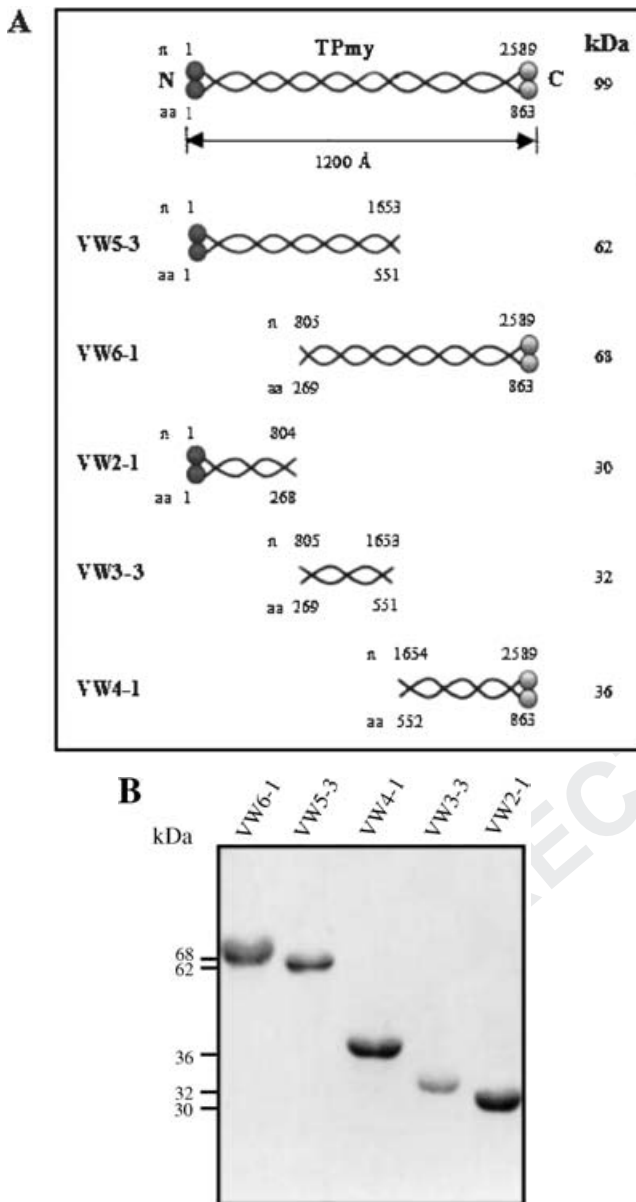 A
n 1 TPmy 2589 kDa
N C 99
aa 1 863
1200 Å
n 1 1653
VW5-3 62
aa 1 551
n 805 2589
VW6-1 68
aa 269 863
n 1 804
VW2-1 30
aa 1 268
n 805 1653
VW3-3 32
aa 269 551
n 1654 2589
VW4-1 36
aa 552 863
B
kDa VW6-1 VW5-3 VW4-1 VW3-3 VW2-1
68
62
36
32
30